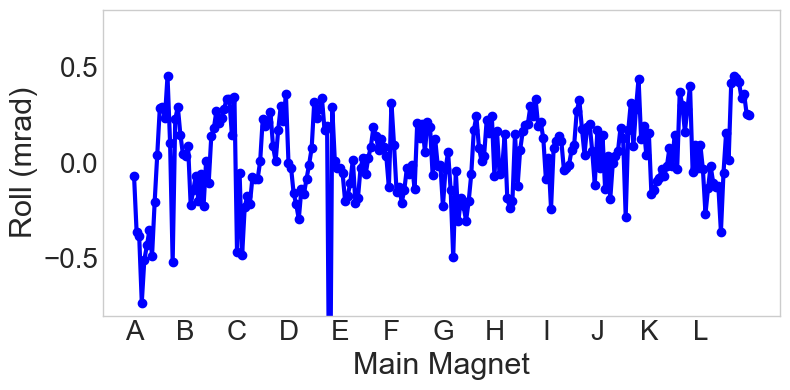 Roll (mrad)
0.5
0.0
−0.5
A B C D E F G H I J K L
Main Magnet